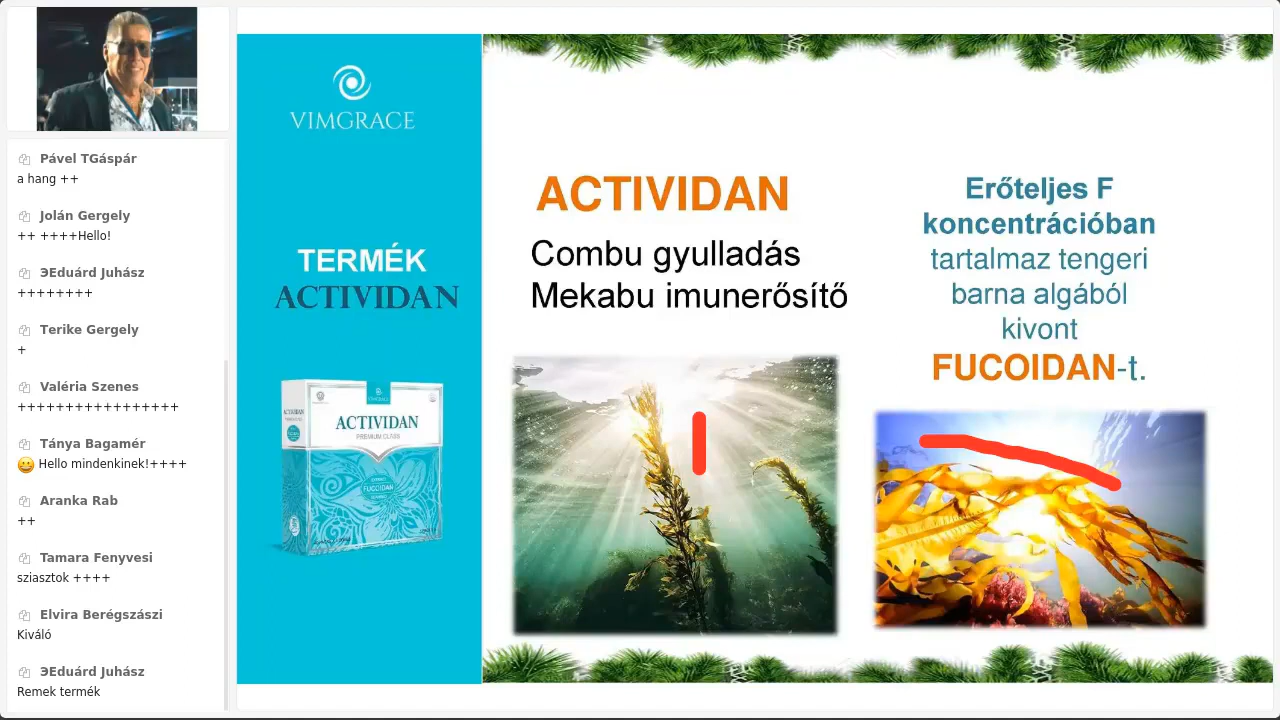 Pável TGáspár
a hang ++
Jolán Gergely
++ ++++Hello!
ЭEduárd Juhász
++++++++
Terike Gergely
+
Valéria Szenes
+++++++++++++++++
Tánya Bagamér
Hello mindenkinek!++++
Aranka Rab
++
Tamara Fenyvesi
sziasztok ++++
Elvira Berégszászi
Kiváló
ЭEduárd Juhász
Remek termék
VIMGRACE
TERMÉK
ACTIVIDAN
VIMGRACE
ACTIVIDAN
ACTIVIDAN
PREMIUM CLASS
FUCOIDAN
ACTIVIDAN
Combu gyulladás
Mekabu imunerősítő
Erőteljes F
koncentrációban
tartalmaz tengeri
barna algából
kivont
FUCOIDAN-t.